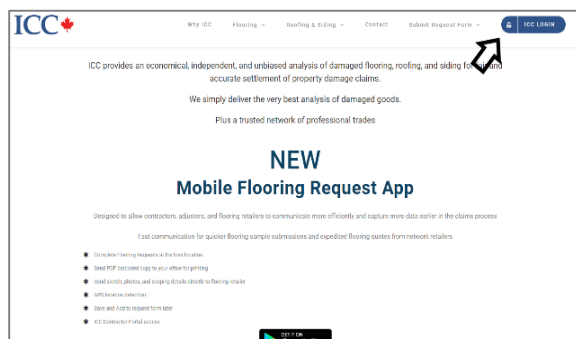 ICC
Why ICC Flooring Roofing & Siding Contact Submit Request Form ICC LOGIN
ICC provides an economical, independent, and unbiased analysis of damaged flooring, roofing, and siding for fair and
accurate settlement of property damage claims.
We simply deliver the very best analysis of damaged goods.
Plus a trusted network of professional trades
NEW
Mobile Flooring Request App
Designed to allow contractors, adjustors, and flooring retailers to communicate more efficiently and capture more data earlier in the claims process
Fast communication for quicker flooring sample submissions and expedited flooring quotes from network retailers
Complete Flooring Requests at the loss location
Send PDF barcoded copy to your office for printing
Send sketch, photos, and scoping details directly to flooring retailer
GPS location detection
Save and Add to request form later
ICC Contractor Portal access
GET IT ON